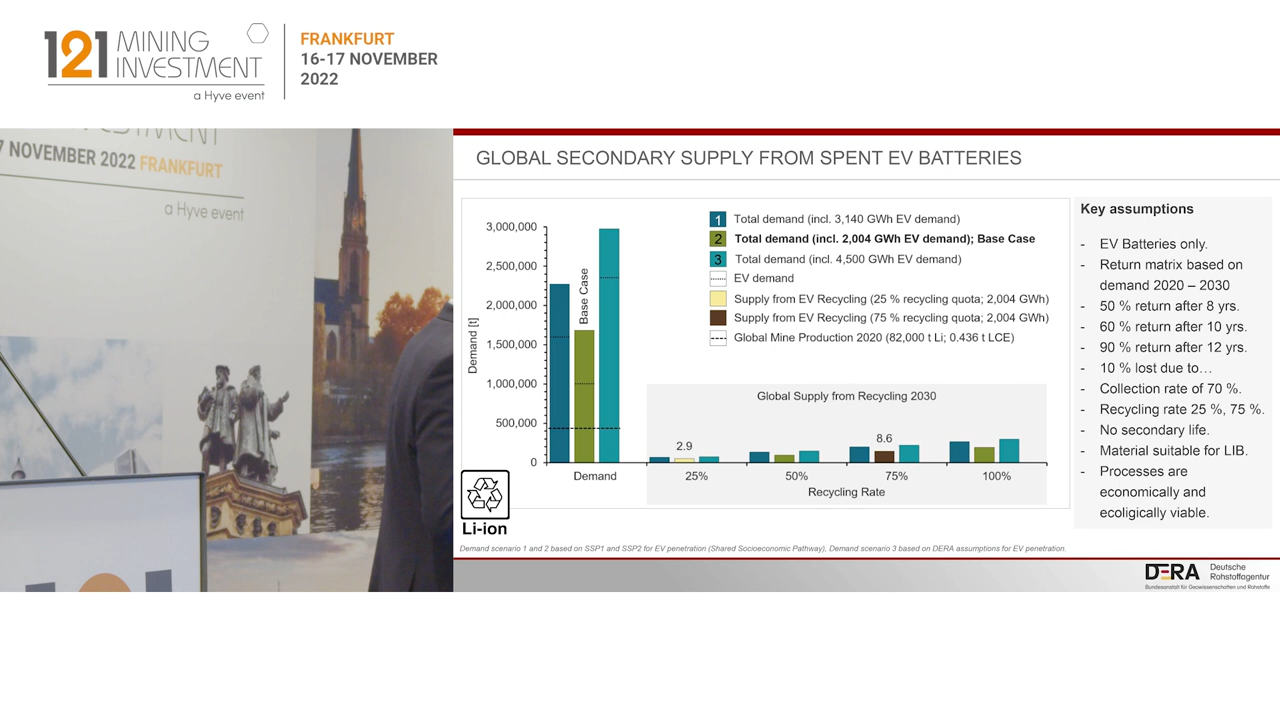 121 MINING
INVESTMENT
a Hyve event
FRANKFURT
16-17 NOVEMBER
2022
7 NOVEMBER 2022 FRANKFURT
a Hyve event
GLOBAL SECONDARY SUPPLY FROM SPENT EV BATTERIES
1 Total demand (incl. 3,140 GWh EV demand)
2 Total demand (incl. 2,004 GWh EV demand); Base Case
3 Total demand (incl. 4,500 GWh EV demand)
EV demand
Supply from EV Recycling (25 % recycling quota; 2,004 GWh)
Supply from EV Recycling (75 % recycling quota; 2,004 GWh)
Global Mine Production 2020 (82,000 t Li; 0.436 t LCE)
Demand [t]
3,000,000
2,500,000
2,000,000
1,500,000
1,000,000
500,000
0
Base Case
Global Supply from Recycling 2030
2.9
8.6
Demand
25%
50%
75%
100%
Recycling Rate
Li-ion
Key assumptions
- EV Batteries only.
- Return matrix based on
demand 2020 – 2030
- 50 % return after 8 yrs.
- 60 % return after 10 yrs.
- 90 % return after 12 yrs.
- 10 % lost due to…
- Collection rate of 70 %.
- Recycling rate 25 %, 75 %.
- No secondary life.
- Material suitable for LIB.
- Processes are
economically and
ecoligically viable.
Demand scenario 1 and 2 based on SSP1 and SSP2 for EV penetration (Shared Socioeconomic Pathway), Demand scenario 3 based on DERA assumptions for EV penetration.
DERA Deutsche
Rohstoffagentur
Bundesanstalt für Geowissenschaften und Rohstoffe